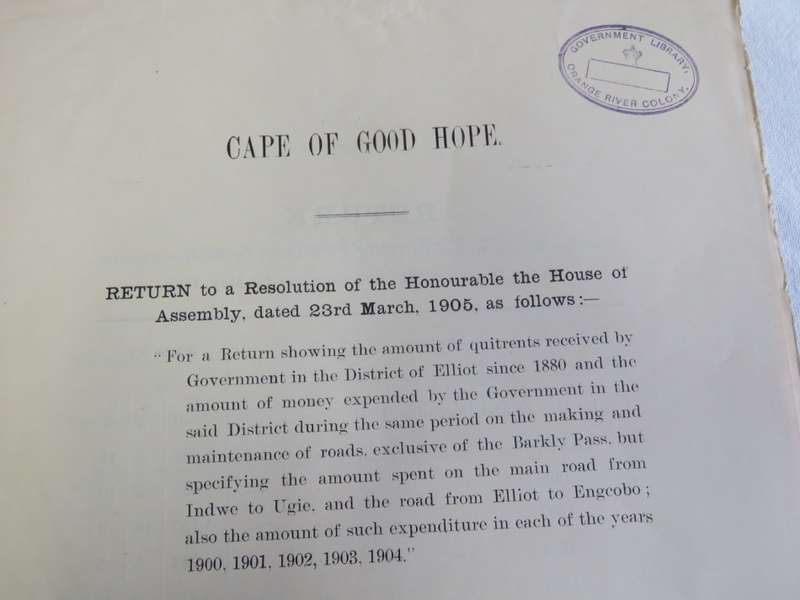 GOVERNMENT LIBRARY,
ORANGE RIVER COLONY.
CAPE OF GOOD HOPE.
RETURN to a Resolution of the Honourable the House of
Assembly, dated 23rd March, 1905, as follows:—
"For a Return showing the amount of quitrents received by
Government in the District of Elliot since 1880 and the
amount of money expended by the Government in the
said District during the same period on the making and
maintenance of roads, exclusive of the Barkly Pass, but
specifying the amount spent on the main road from
Indwe to Ugie, and the road from Elliot to Engcobo;
also the amount of such expenditure in each of the years
1900, 1901, 1902, 1903, 1904."